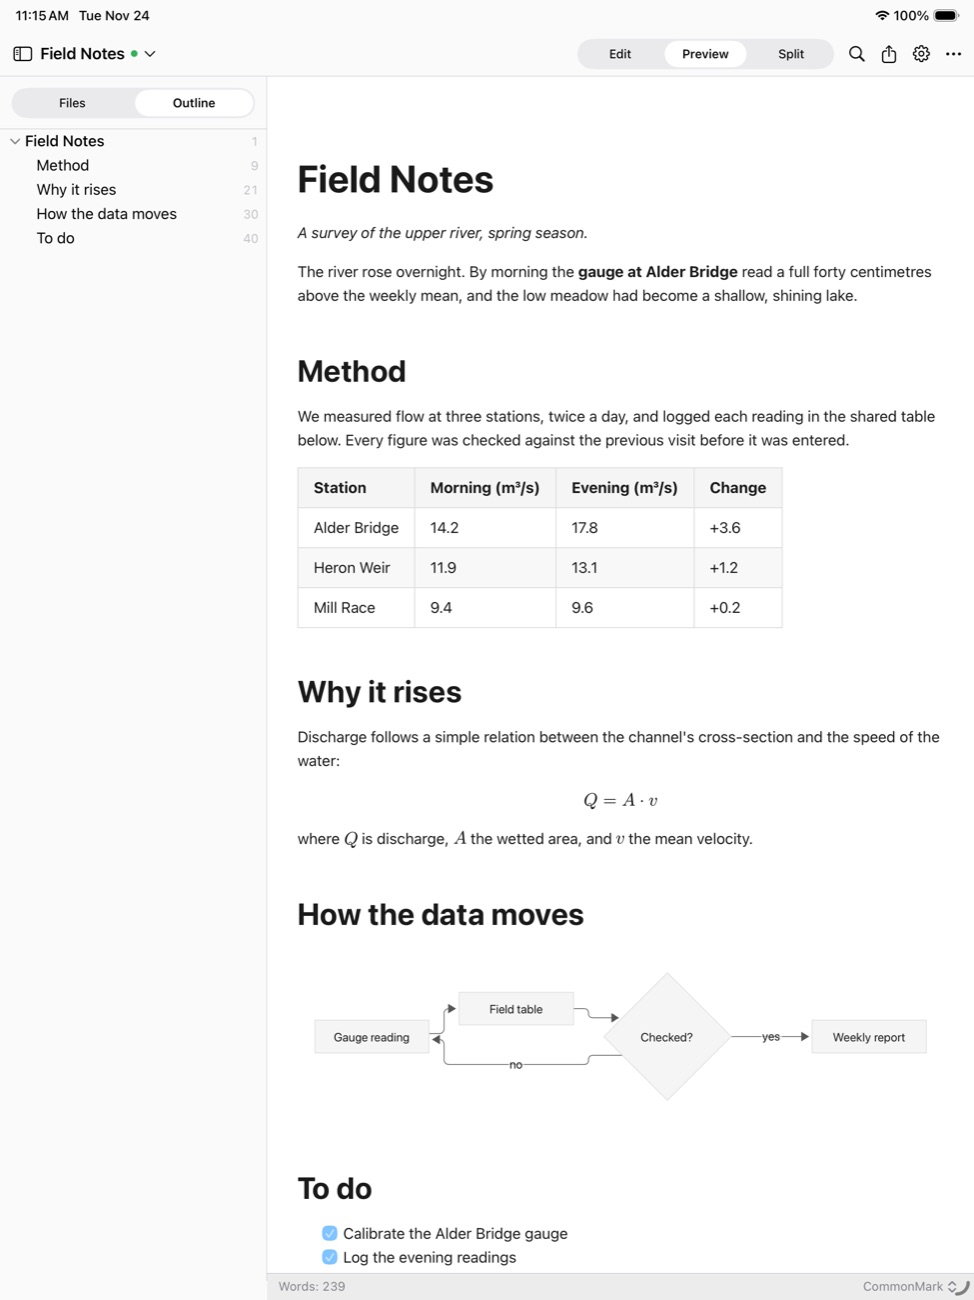 11:15 AM Tue Nov 24
100%
Field Notes
Edit Preview Split
Files Outline
Field Notes 1
Method 9
Why it rises 21
How the data moves 30
To do 40
Field Notes
A survey of the upper river, spring season.
The river rose overnight. By morning the gauge at Alder Bridge read a full forty centimetres
above the weekly mean, and the low meadow had become a shallow, shining lake.
Method
We measured flow at three stations, twice a day, and logged each reading in the shared table
below. Every figure was checked against the previous visit before it was entered.
Station Morning (m³/s) Evening (m³/s) Change
Alder Bridge 14.2 17.8 +3.6
Heron Weir 11.9 13.1 +1.2
Mill Race 9.4 9.6 +0.2
Why it rises
Discharge follows a simple relation between the channel's cross-section and the speed of the
water:
Q = A · v
where Q is discharge, A the wetted area, and v the mean velocity.
How the data moves
Gauge reading
Field table
Checked?
yes
Weekly report
no
To do
Calibrate the Alder Bridge gauge
Log the evening readings
Words: 239
CommonMark